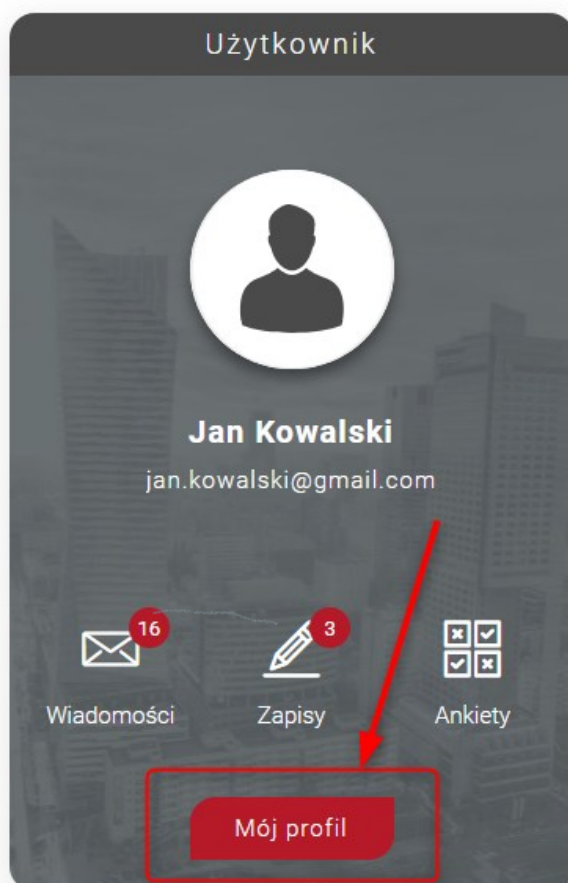 Użytkownik
Jan Kowalski
jan.kowalski@gmail.com
16
3
Wiadomości
Zapisy
Ankiety
Mój profil